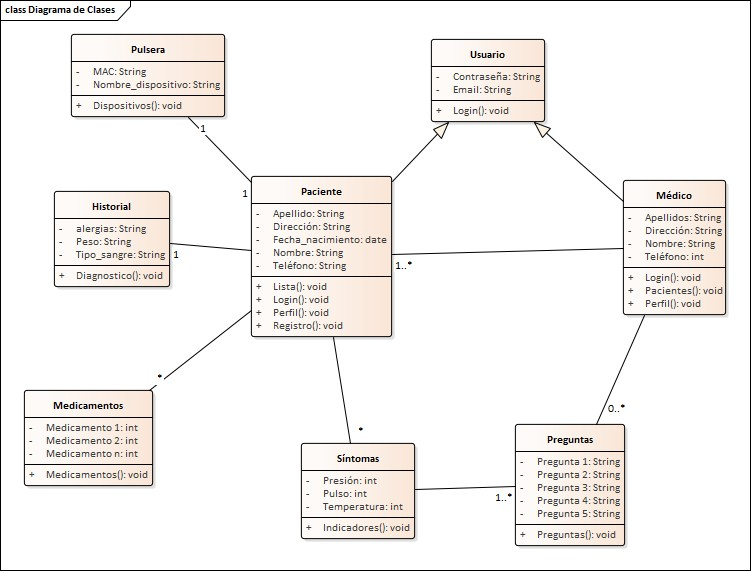 class Diagrama de Clases
Pulsera
- MAC: String
- Nombre_dispositivo: String
+ Dispositivos(): void
Usuario
- Contraseña: String
- Email: String
+ Login(): void
1
1
Paciente
- Apellido: String
- Dirección: String
- Fecha_nacimiento: date
- Nombre: String
- Teléfono: String
+ Lista(): void
+ Login(): void
+ Perfil(): void
+ Registro(): void
Médico
- Apellidos: String
- Dirección: String
- Nombre: String
- Teléfono: int
+ Login(): void
+ Pacientes(): void
+ Perfil(): void
Historial
- alergias: String
- Peso: String
- Tipo_sangre: String
+ Diagnostico(): void
1
1..*
*
Medicamentos
- Medicamento 1: int
- Medicamento 2: int
- Medicamento n: int
+ Medicamentos(): void
*
Síntomas
- Presión: int
- Pulso: int
- Temperatura: int
+ Indicadores(): void
0..*
1..*
Preguntas
- Pregunta 1: String
- Pregunta 2: String
- Pregunta 3: String
- Pregunta 4: String
- Pregunta 5: String
+ Preguntas(): void